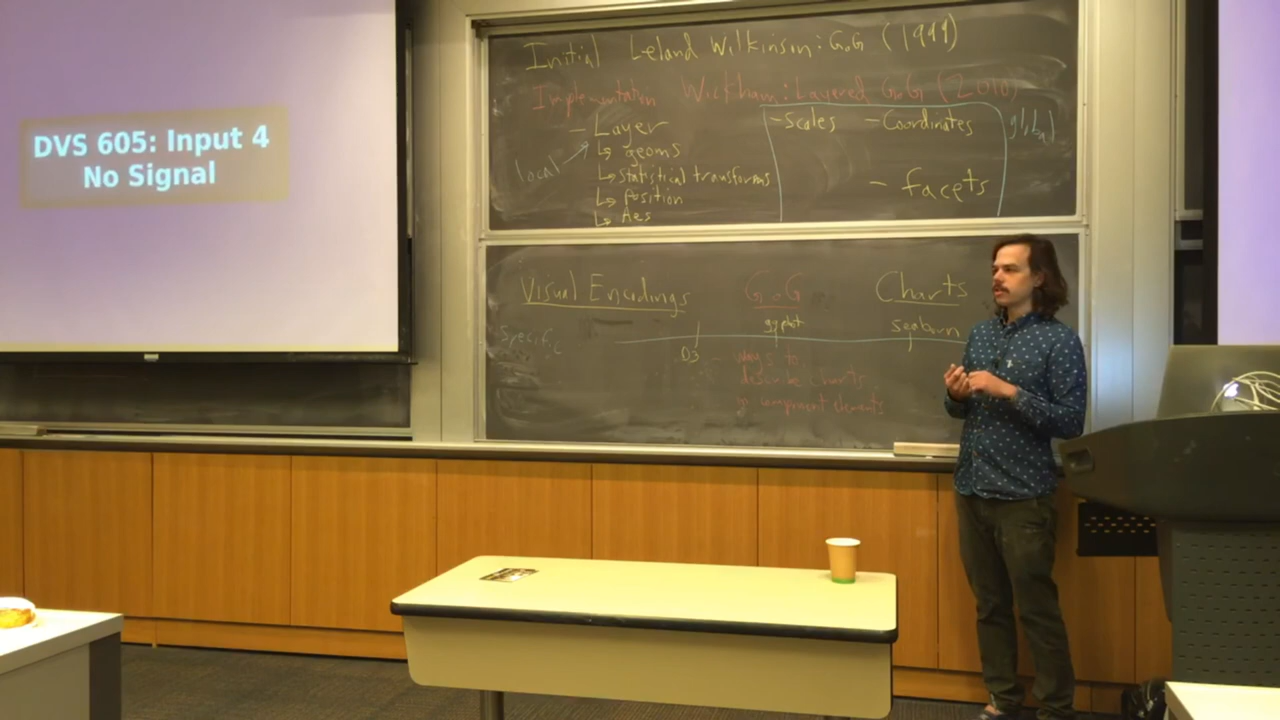 DVS 605: Input 4
No Signal
Initial Leland Wilkinson: GoG (1999)
Implementation Wickham: Layered GoG (2010)
- Layer
local
↳ geoms
↳ statistical transforms
↳ position
↳ Aes
- Scales - Coordinates
- facets
global
Visual Encodings GoG Charts
ggplot seaborn
Specific
D3
ways to
describe charts
component elements